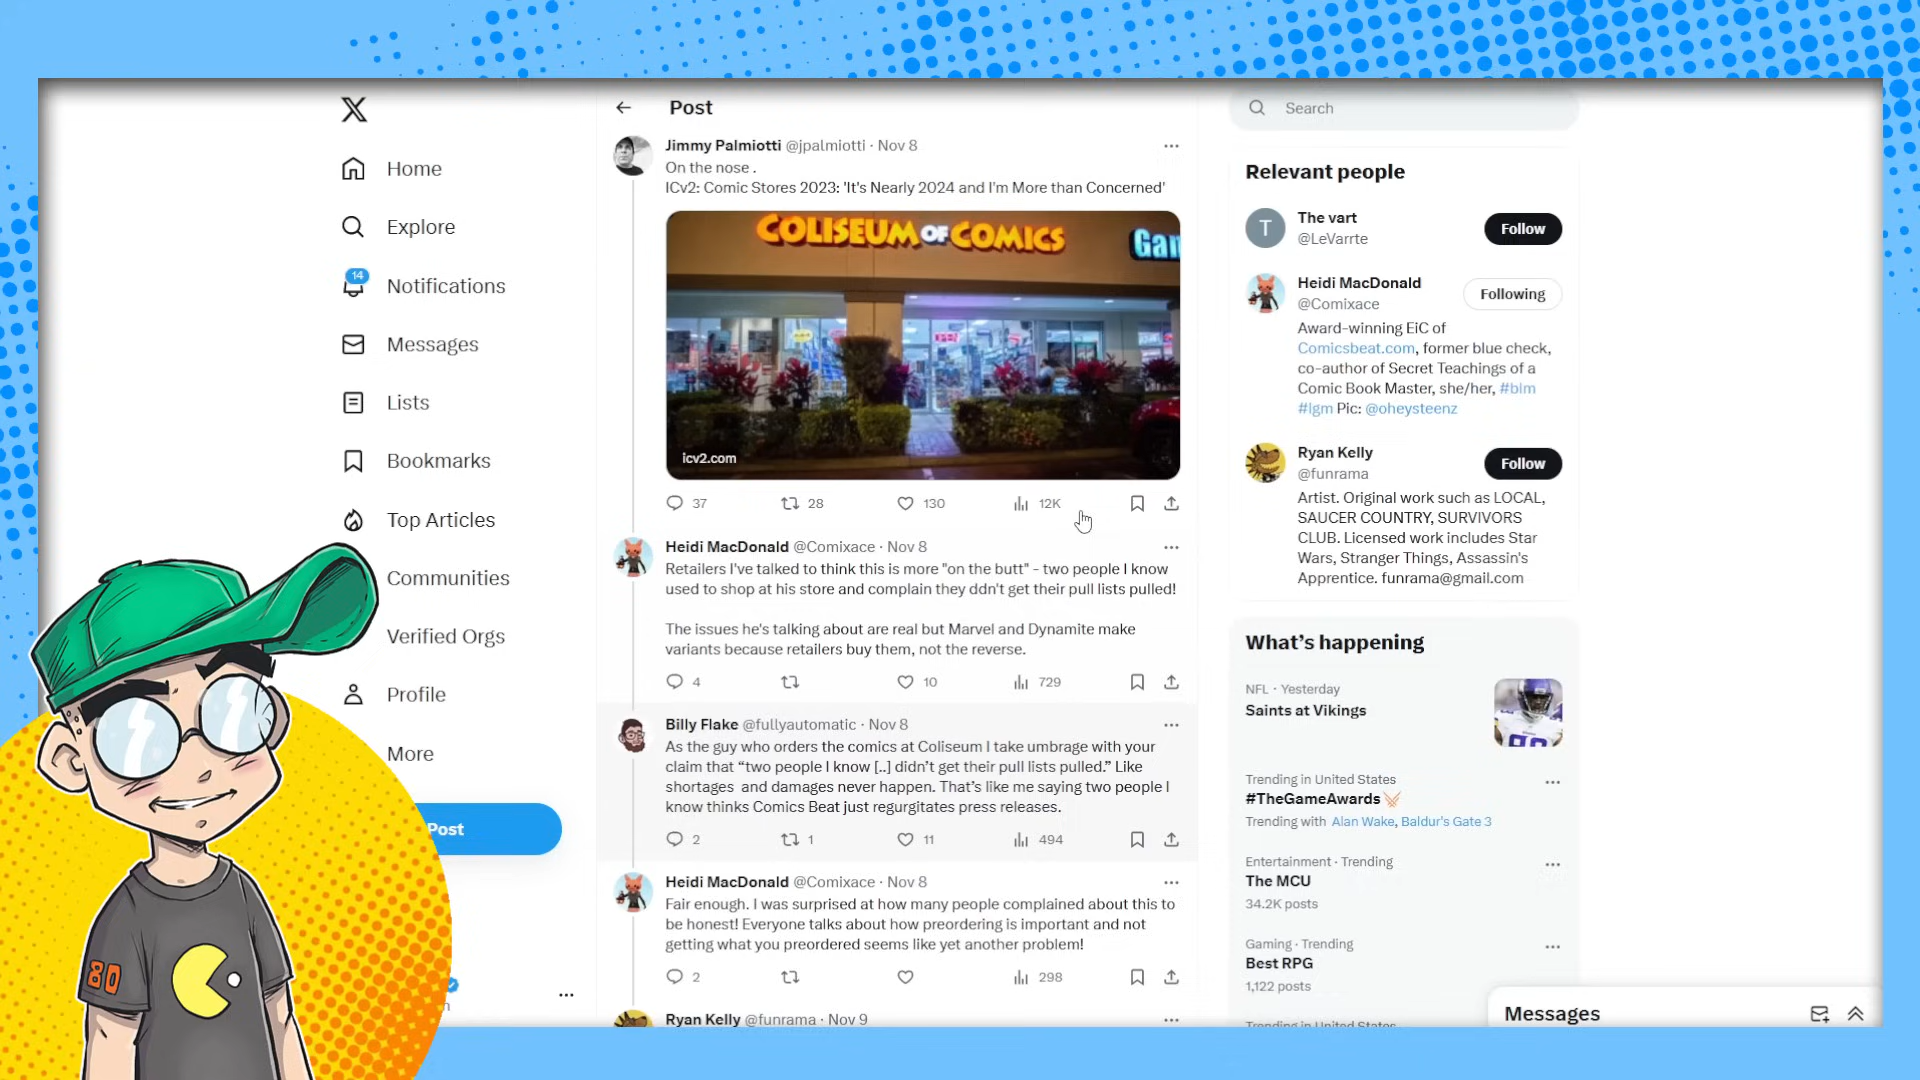 Home
Explore
14
Notifications
Messages
Lists
Bookmarks
Top Articles
Communities
Verified Orgs
Profile
More
Post
80
Post
Jimmy Palmiotti @jpalmiotti · Nov 8
On the nose .
ICv2: Comic Stores 2023: 'It's Nearly 2024 and I'm More than Concerned'
COLISEUM OF COMICS
Gan
OPEN
icv2.com
37 28 130 12K
Heidi MacDonald @Comixace · Nov 8
Retailers I've talked to think this is more "on the butt" - two people I know
used to shop at his store and complain they ddn't get their pull lists pulled!
The issues he's talking about are real but Marvel and Dynamite make
variants because retailers buy them, not the reverse.
4 10 729
Billy Flake @fullyautomatic · Nov 8
As the guy who orders the comics at Coliseum I take umbrage with your
claim that “two people I know [..] didn’t get their pull lists pulled.” Like
shortages and damages never happen. That’s like me saying two people I
know thinks Comics Beat just regurgitates press releases.
2 1 11 494
Heidi MacDonald @Comixace · Nov 8
Fair enough. I was surprised at how many people complained about this to
be honest! Everyone talks about how preordering is important and not
getting what you preordered seems like yet another problem!
2 298
Ryan Kelly @funrama · Nov 9
Search
Relevant people
T
The vart
@LeVarrte
Follow
Heidi MacDonald
@Comixace
Following
Award-winning EiC of
Comicsbeat.com, former blue check,
co-author of Secret Teachings of a
Comic Book Master, she/her, #blm
#lgm Pic: @oheysteenz
Ryan Kelly
@funrama
Follow
Artist. Original work such as LOCAL,
SAUCER COUNTRY, SURVIVORS
CLUB. Licensed work includes Star
Wars, Stranger Things, Assassin's
Apprentice. funrama@gmail.com
What’s happening
NFL · Yesterday
Saints at Vikings
Trending in United States
#TheGameAwards
Trending with Alan Wake, Baldur's Gate 3
Entertainment · Trending
The MCU
34.2K posts
Gaming · Trending
Best RPG
1,122 posts
Trending in United States
Messages